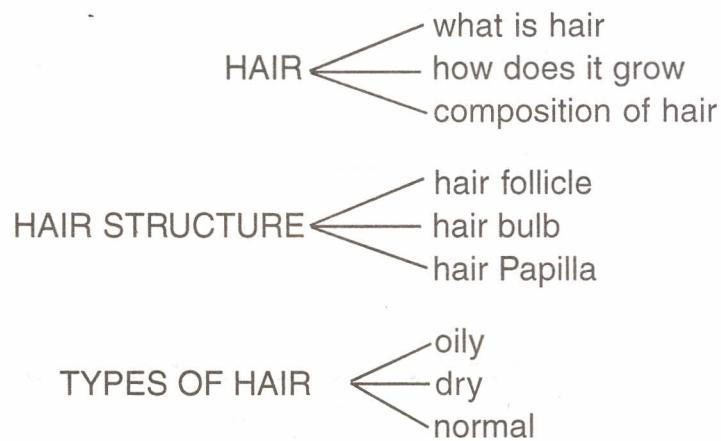 what is hair
HAIR how does it grow
composition of hair
hair follicle
HAIR STRUCTURE hair bulb
hair Papilla
oily
TYPES OF HAIR dry
normal